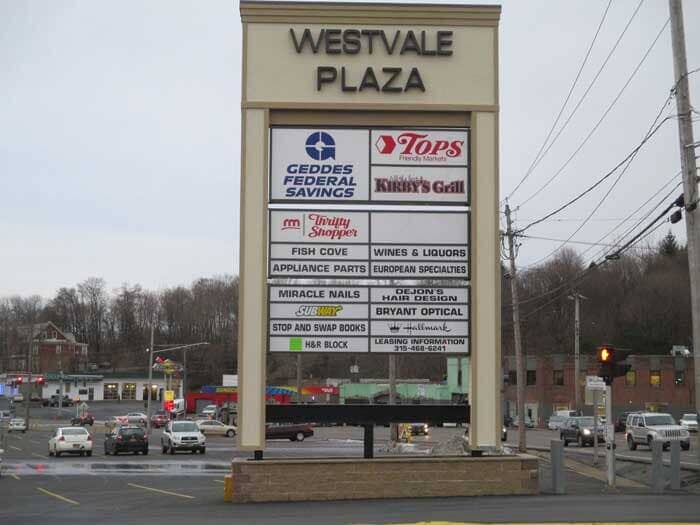 WESTVALE
PLAZA
GEDDES
FEDERAL
SAVINGS
TOPS
Friendly Markets
KIRBY'S GRILL
Thrifty
Shopper
FISH COVE
WINES & LIQUORS
APPLIANCE PARTS
EUROPEAN SPECIALTIES
MIRACLE NAILS
DEJON'S
HAIR DESIGN
SUBWAY
BRYANT OPTICAL
STOP AND SWAP BOOKS
Hallmark
H&R BLOCK
LEASING INFORMATION
315-468-6241